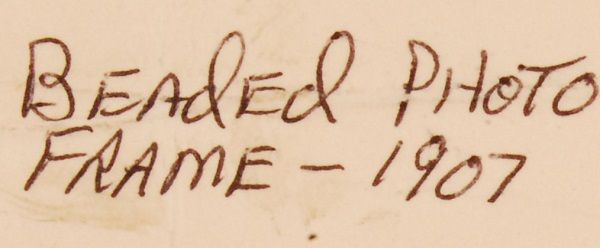 BEAdEd PHOTO
FRAME - 1907